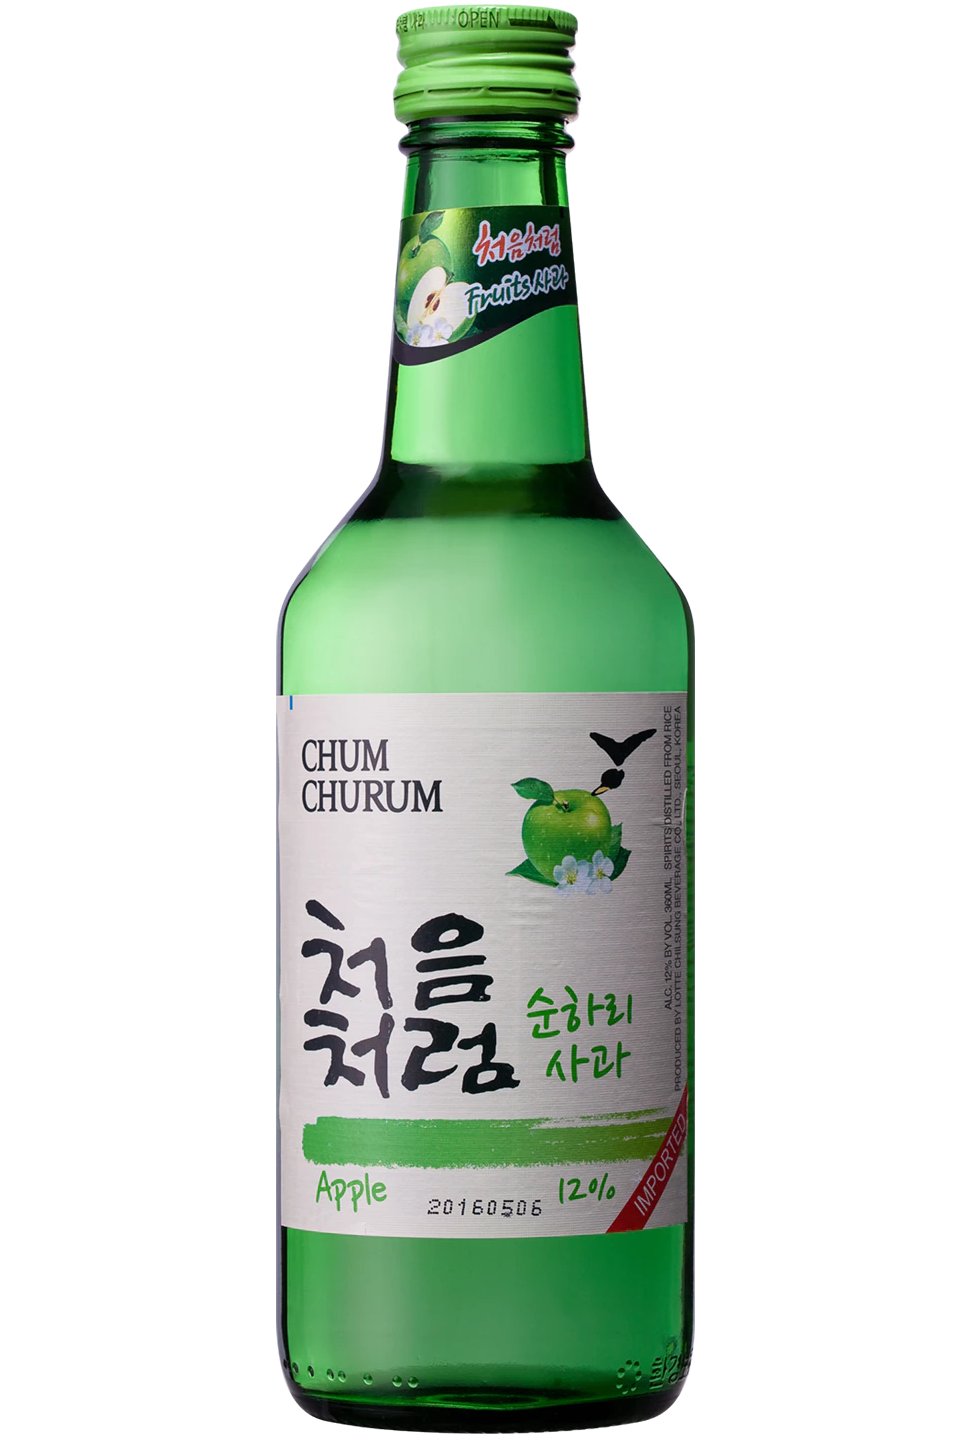 OPEN
처음처럼
Fruits 사과
CHUM
CHURUM
처음
처럼
순하리
사과
ALC. 12% BY VOL. 360ML, SPIRITS DISTILLED FROM RICE
PRODUCED BY LOTTE CHILSUNG BEVERAGE CO., LTD., SEOUL, KOREA
Apple
20160506
12%
IMPORTED